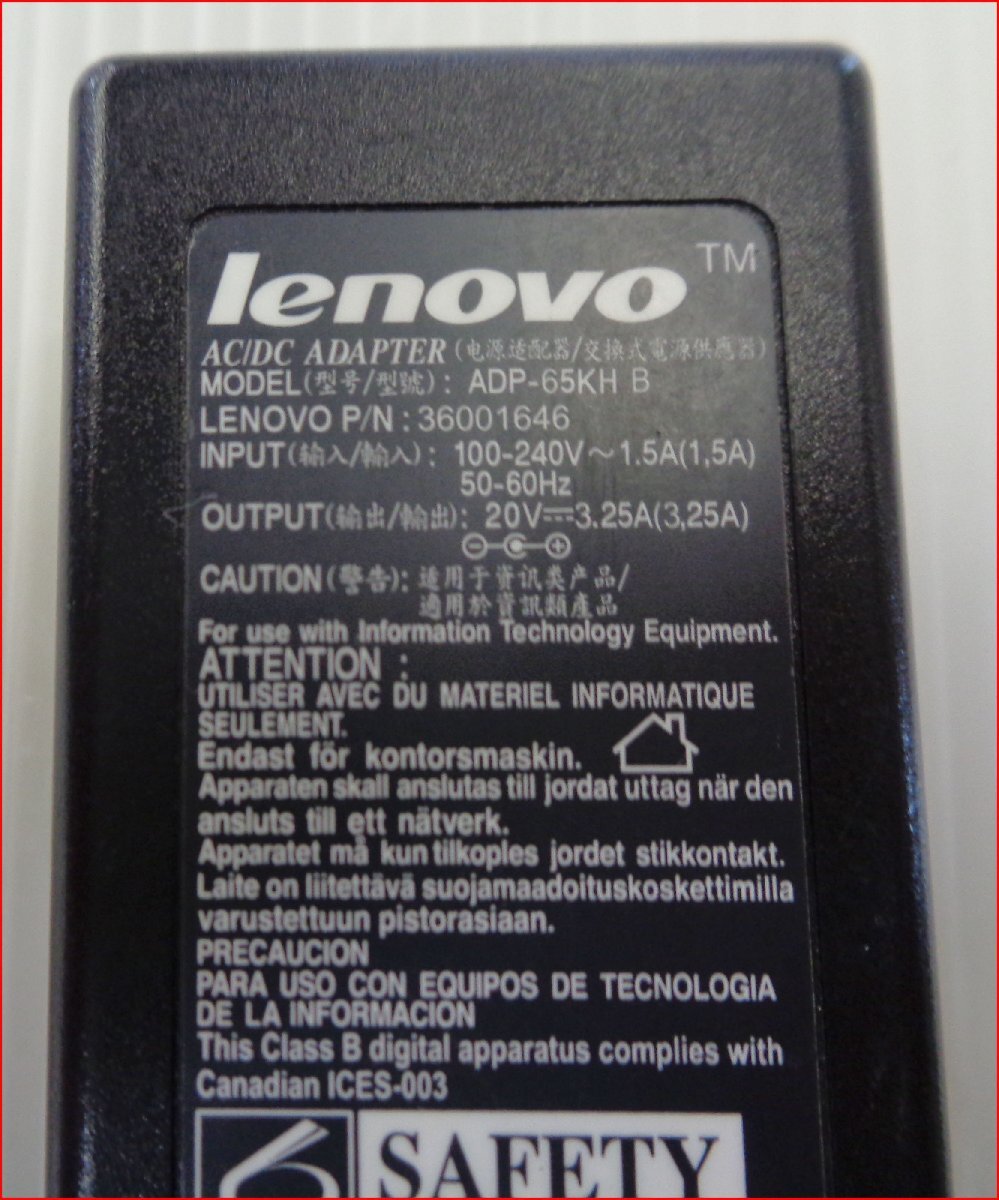 lenovo TM
AC/DC ADAPTER (电源适配器/交換式電源供應器)
MODEL(型号/型號): ADP-65KH B
LENOVO P/N : 36001646
INPUT(输入/輸入): 100-240V~1.5A(1,5A)
50-60Hz
OUTPUT(输出/輸出): 20V⎓3.25A(3,25A)
CAUTION(警告): 适用于资讯类产品/
適用於資訊類產品
For use with Information Technology Equipment.
ATTENTION :
UTILISER AVEC DU MATERIEL INFORMATIQUE
SEULEMENT.
Endast för kontorsmaskin.
Apparaten skall anslutas till jordat uttag när den
ansluts till ett nätverk.
Apparatet må kun tilkoples jordet stikkontakt.
Laite on liitettävä suojamaadoituskoskettimilla
varustettuun pistorasiaan.
PRECAUCION
PARA USO CON EQUIPOS DE TECNOLOGIA
DE LA INFORMACION
This Class B digital apparatus complies with
Canadian ICES-003
SAFETY